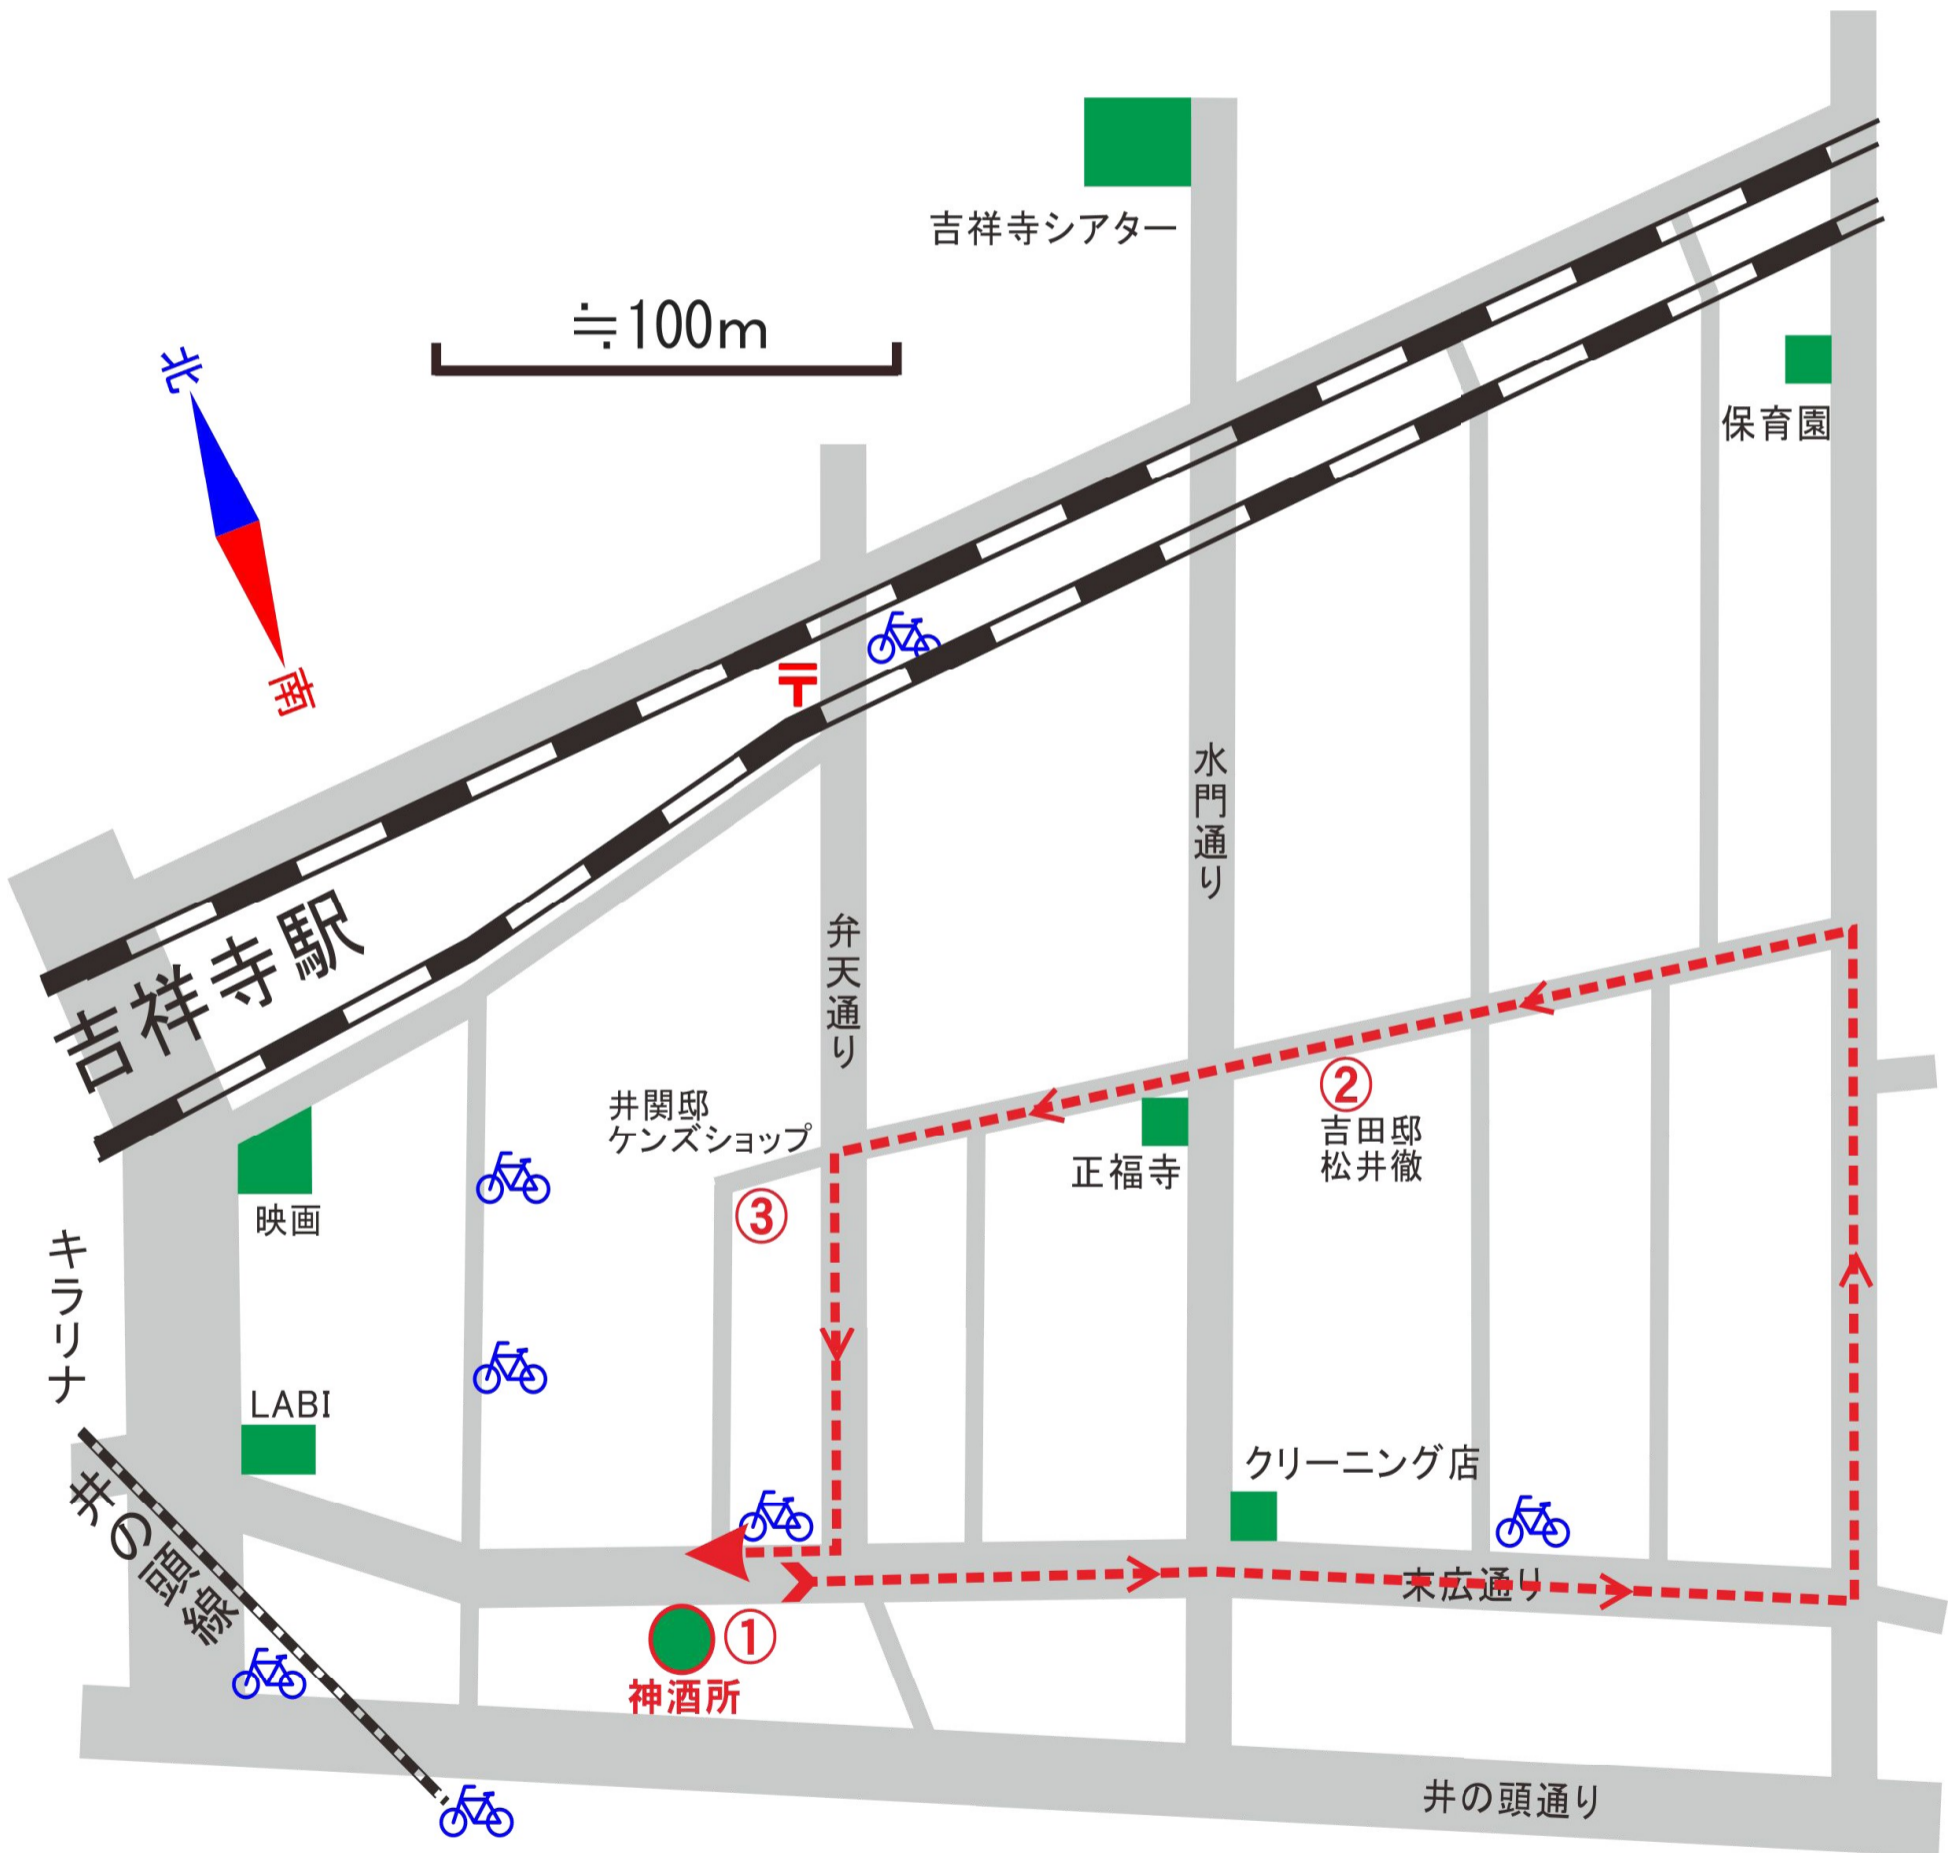 吉祥寺シアター
≒100m
北
保育園
南
〒
水門通り
吉祥寺駅
弁天通り
②
吉田邸
松井徹
井関邸
ケンズショップ
正福寺
③
映画
キラリナ
LABI
クリーニング店
井の頭線
末広通り
①
神酒所
井の頭通り